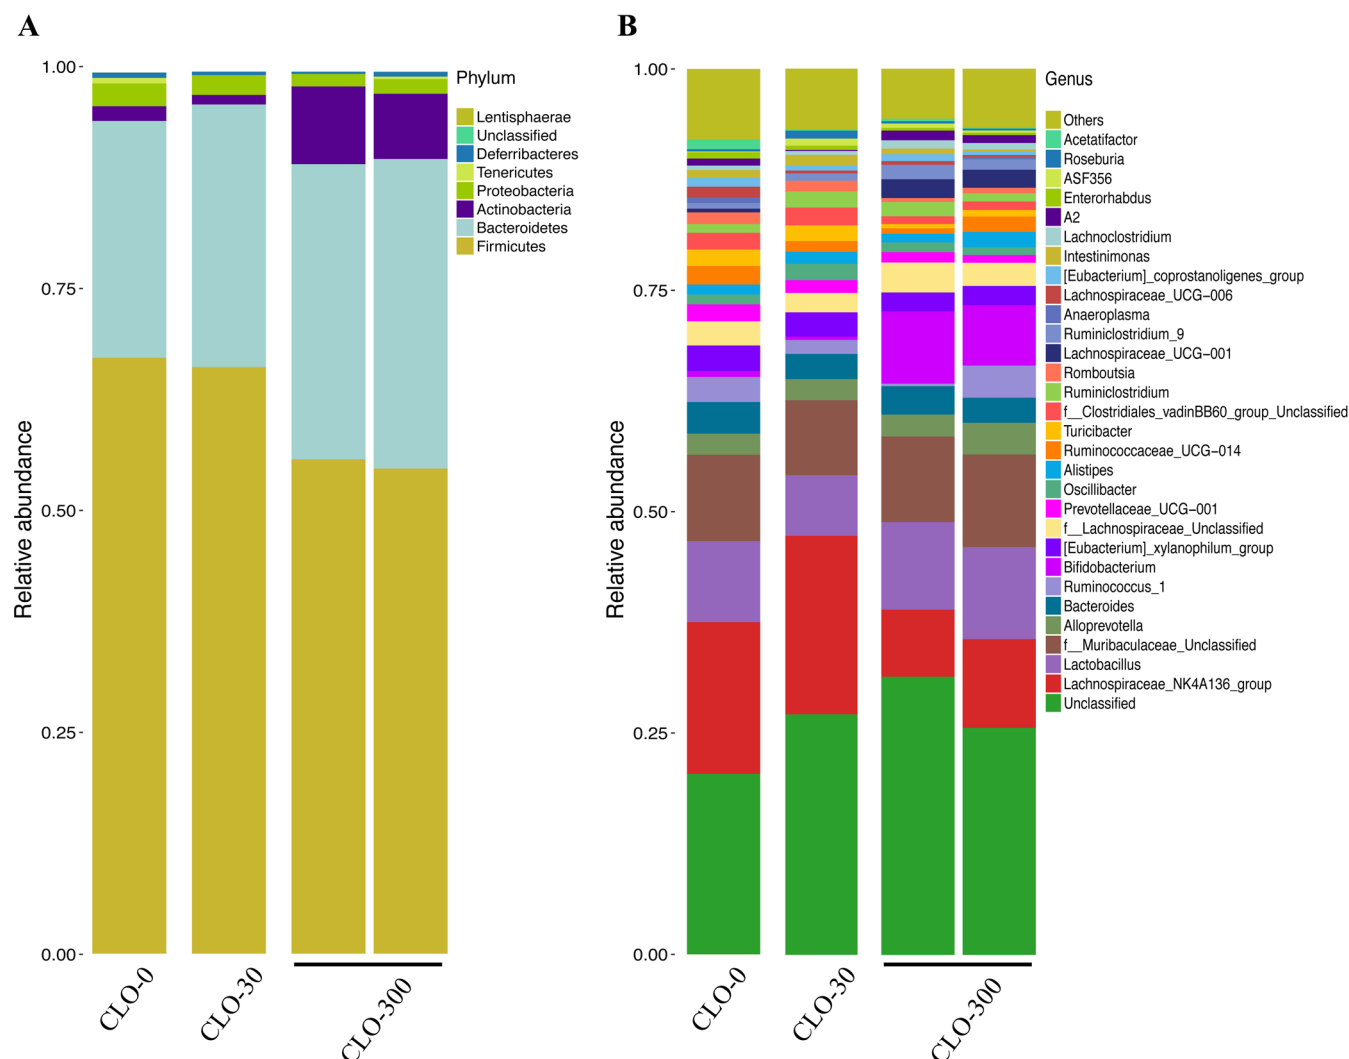 A
Relative abundance
1.00
0.75
0.50
0.25
0.00
CLO-0
CLO-30
CLO-300
Phylum
Lentisphaerae
Unclassified
Deferribacteres
Tenericutes
Proteobacteria
Actinobacteria
Bacteroidetes
Firmicutes
B
Relative abundance
1.00
0.75
0.50
0.25
0.00
CLO-0
CLO-30
CLO-300
Genus
Others
Acetatifactor
Roseburia
ASF356
Enterorhabdus
A2
Lachnoclostridium
Intestinimonas
[Eubacterium]_coprostanoligenes_group
Lachnospiraceae_UCG−006
Anaeroplasma
Ruminiclostridium_9
Lachnospiraceae_UCG−001
Romboutsia
Ruminiclostridium
f__Clostridiales_vadinBB60_group_Unclassified
Turicibacter
Ruminococcaceae_UCG−014
Alistipes
Oscillibacter
Prevotellaceae_UCG−001
f__Lachnospiraceae_Unclassified
[Eubacterium]_xylanophilum_group
Bifidobacterium
Ruminococcus_1
Bacteroides
Alloprevotella
f__Muribaculaceae_Unclassified
Lactobacillus
Lachnospiraceae_NK4A136_group
Unclassified